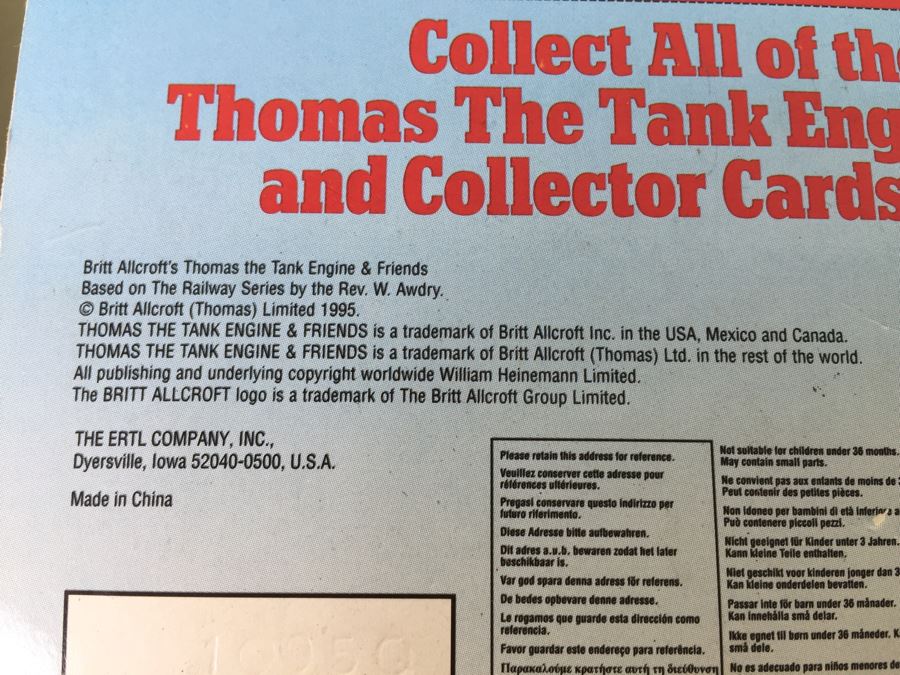 Collect All of the
Thomas The Tank Eng
and Collector Cards
Britt Allcroft's Thomas the Tank Engine & Friends
Based on The Railway Series by the Rev. W. Awdry.
© Britt Allcroft (Thomas) Limited 1995.
THOMAS THE TANK ENGINE & FRIENDS is a trademark of Britt Allcroft Inc. in the USA, Mexico and Canada.
THOMAS THE TANK ENGINE & FRIENDS is a trademark of Britt Allcroft (Thomas) Ltd. in the rest of the world.
All publishing and underlying copyright worldwide William Heinemann Limited.
The BRITT ALLCROFT logo is a trademark of The Britt Allcroft Group Limited.
THE ERTL COMPANY, INC.,
Dyersville, Iowa 52040-0500, U.S.A.
Made in China
Please retain this address for reference.
Veuillez conserver cette adresse pour
références ultérieures.
Pregasi conservare questo indirizzo per
futuro riferimento.
Diese Adresse bitte aufbewahren.
Dit adres a.u.b. bewaren zodat het later
beschikbaar is.
Var god spara denna adress för referens.
De bedes opbevare denne adresse.
Le rogamos que guarde esta dirección como
referencia.
Favor guardar este endereço para referência.
Παρακαλούμε κρατήστε αυτή τη διεύθυνση
Not suitable for children under 36 months.
May contain small parts.
Ne convient pas aux enfants de moins de 3
Peut contenir des petites pièces.
Non idoneo per bambini di età inferiore a
Può contenere piccoli pezzi.
Nicht geeignet für Kinder unter 3 Jahren.
Kann kleine Teile enthalten.
Niet geschikt voor kinderen jonger dan 3
Kan kleine onderdelen bevatten.
Passar inte för barn under 36 månader.
Kan innehålla små delar.
Ikke egnet til børn under 36 måneder. K
små dele.
No es adecuado para niños menores de